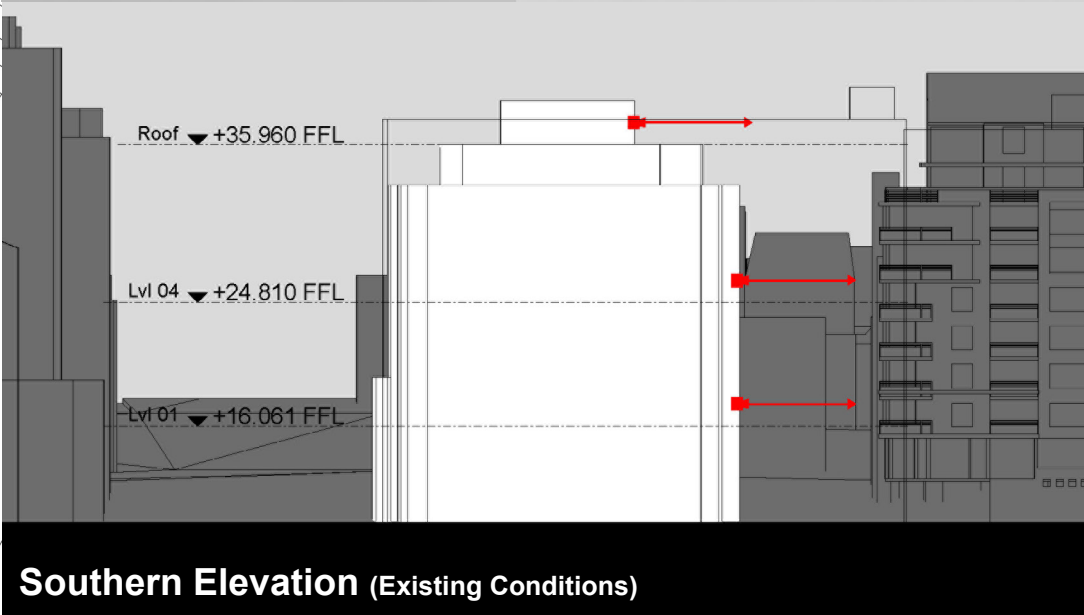 Roof +35.960 FFL
Lvl 04 +24.810 FFL
Lvl 01 +16.061 FFL
Southern Elevation (Existing Conditions)